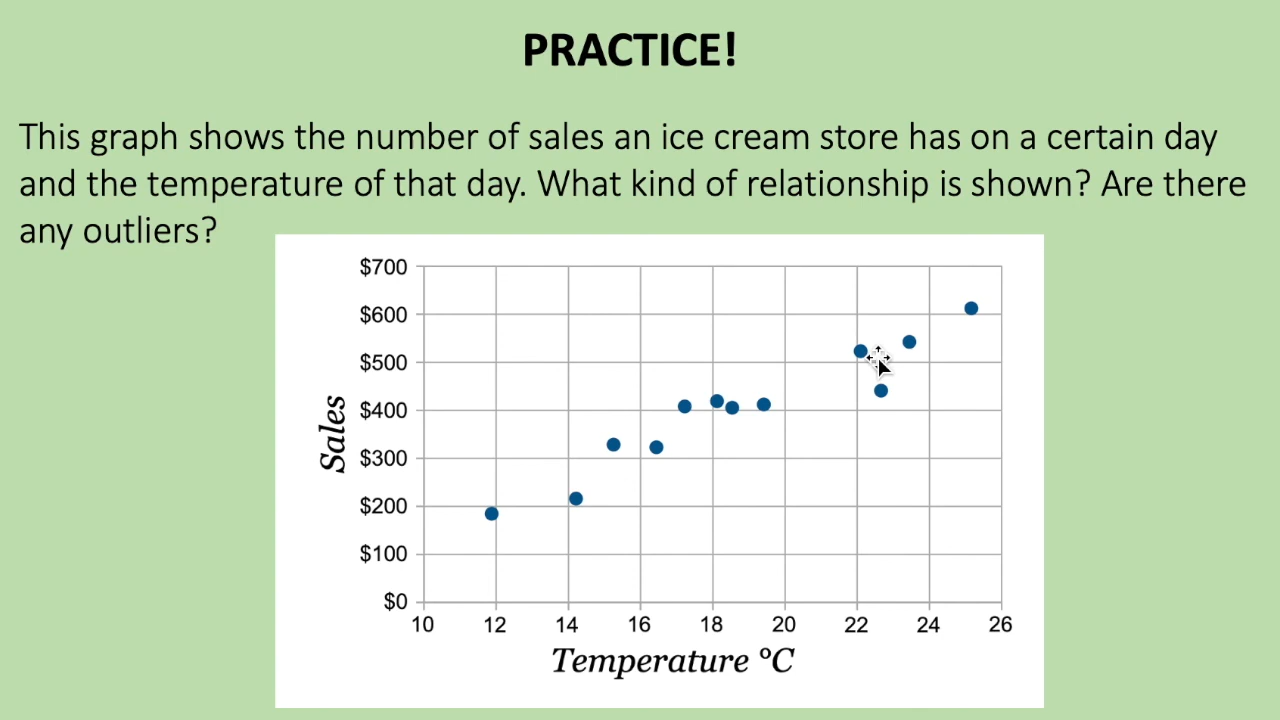 PRACTICE!
This graph shows the number of sales an ice cream store has on a certain day
and the temperature of that day. What kind of relationship is shown? Are there
any outliers?
$700
$600
$500
$400
$300
$200
$100
$0
Sales
10 12 14 16 18 20 22 24 26
Temperature °C